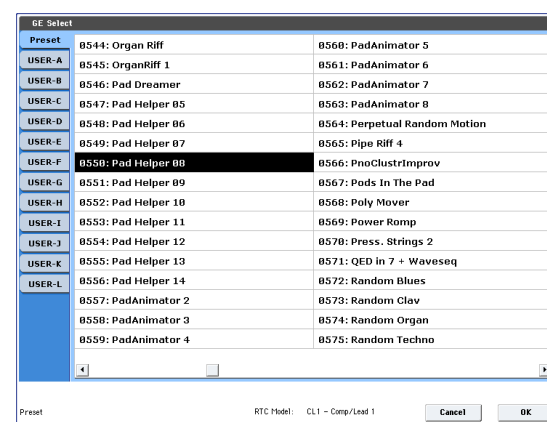 GE Select
Preset
USER-A
USER-B
USER-C
USER-D
USER-E
USER-F
USER-G
USER-H
USER-I
USER-J
USER-K
USER-L
0544: Organ Riff
0545: OrganRiff 1
0546: Pad Dreamer
0547: Pad Helper 05
0548: Pad Helper 06
0549: Pad Helper 07
0550: Pad Helper 08
0551: Pad Helper 09
0552: Pad Helper 10
0553: Pad Helper 11
0554: Pad Helper 12
0555: Pad Helper 13
0556: Pad Helper 14
0557: PadAnimator 2
0558: PadAnimator 3
0559: PadAnimator 4
0560: PadAnimator 5
0561: PadAnimator 6
0562: PadAnimator 7
0563: PadAnimator 8
0564: Perpetual Random Motion
0565: Pipe Riff 4
0566: PnoClustrImprov
0567: Pods In The Pad
0568: Poly Mover
0569: Power Romp
0570: Press. Strings 2
0571: QED in 7 + Waveseq
0572: Random Blues
0573: Random Clav
0574: Random Organ
0575: Random Techno
Preset
RTC Model: CL1 - Comp/Lead 1
Cancel
OK